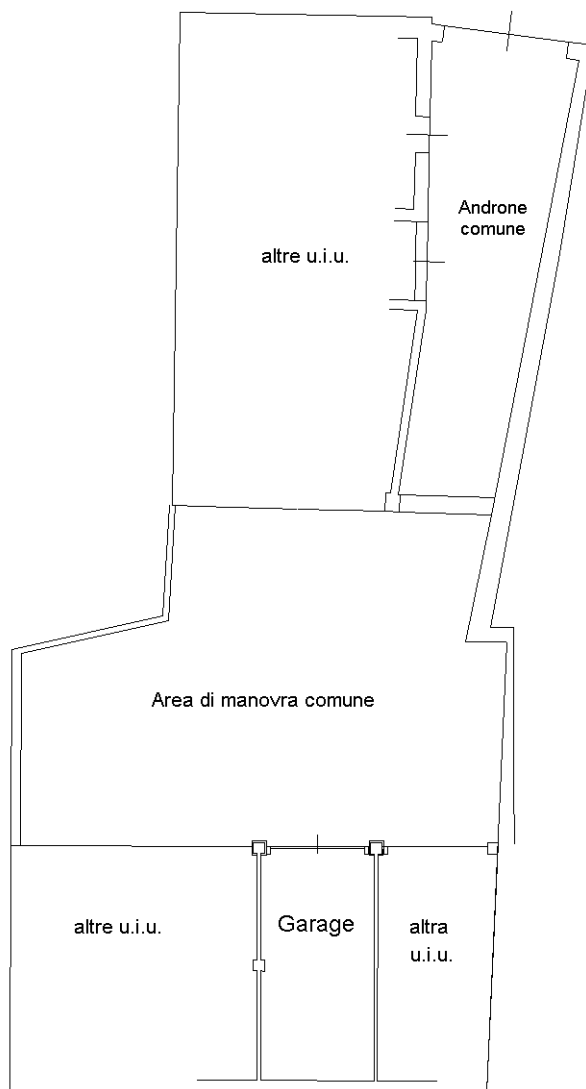 Androne
comune
altre u.i.u.
Area di manovra comune
altre u.i.u.
Garage
altra
u.i.u.